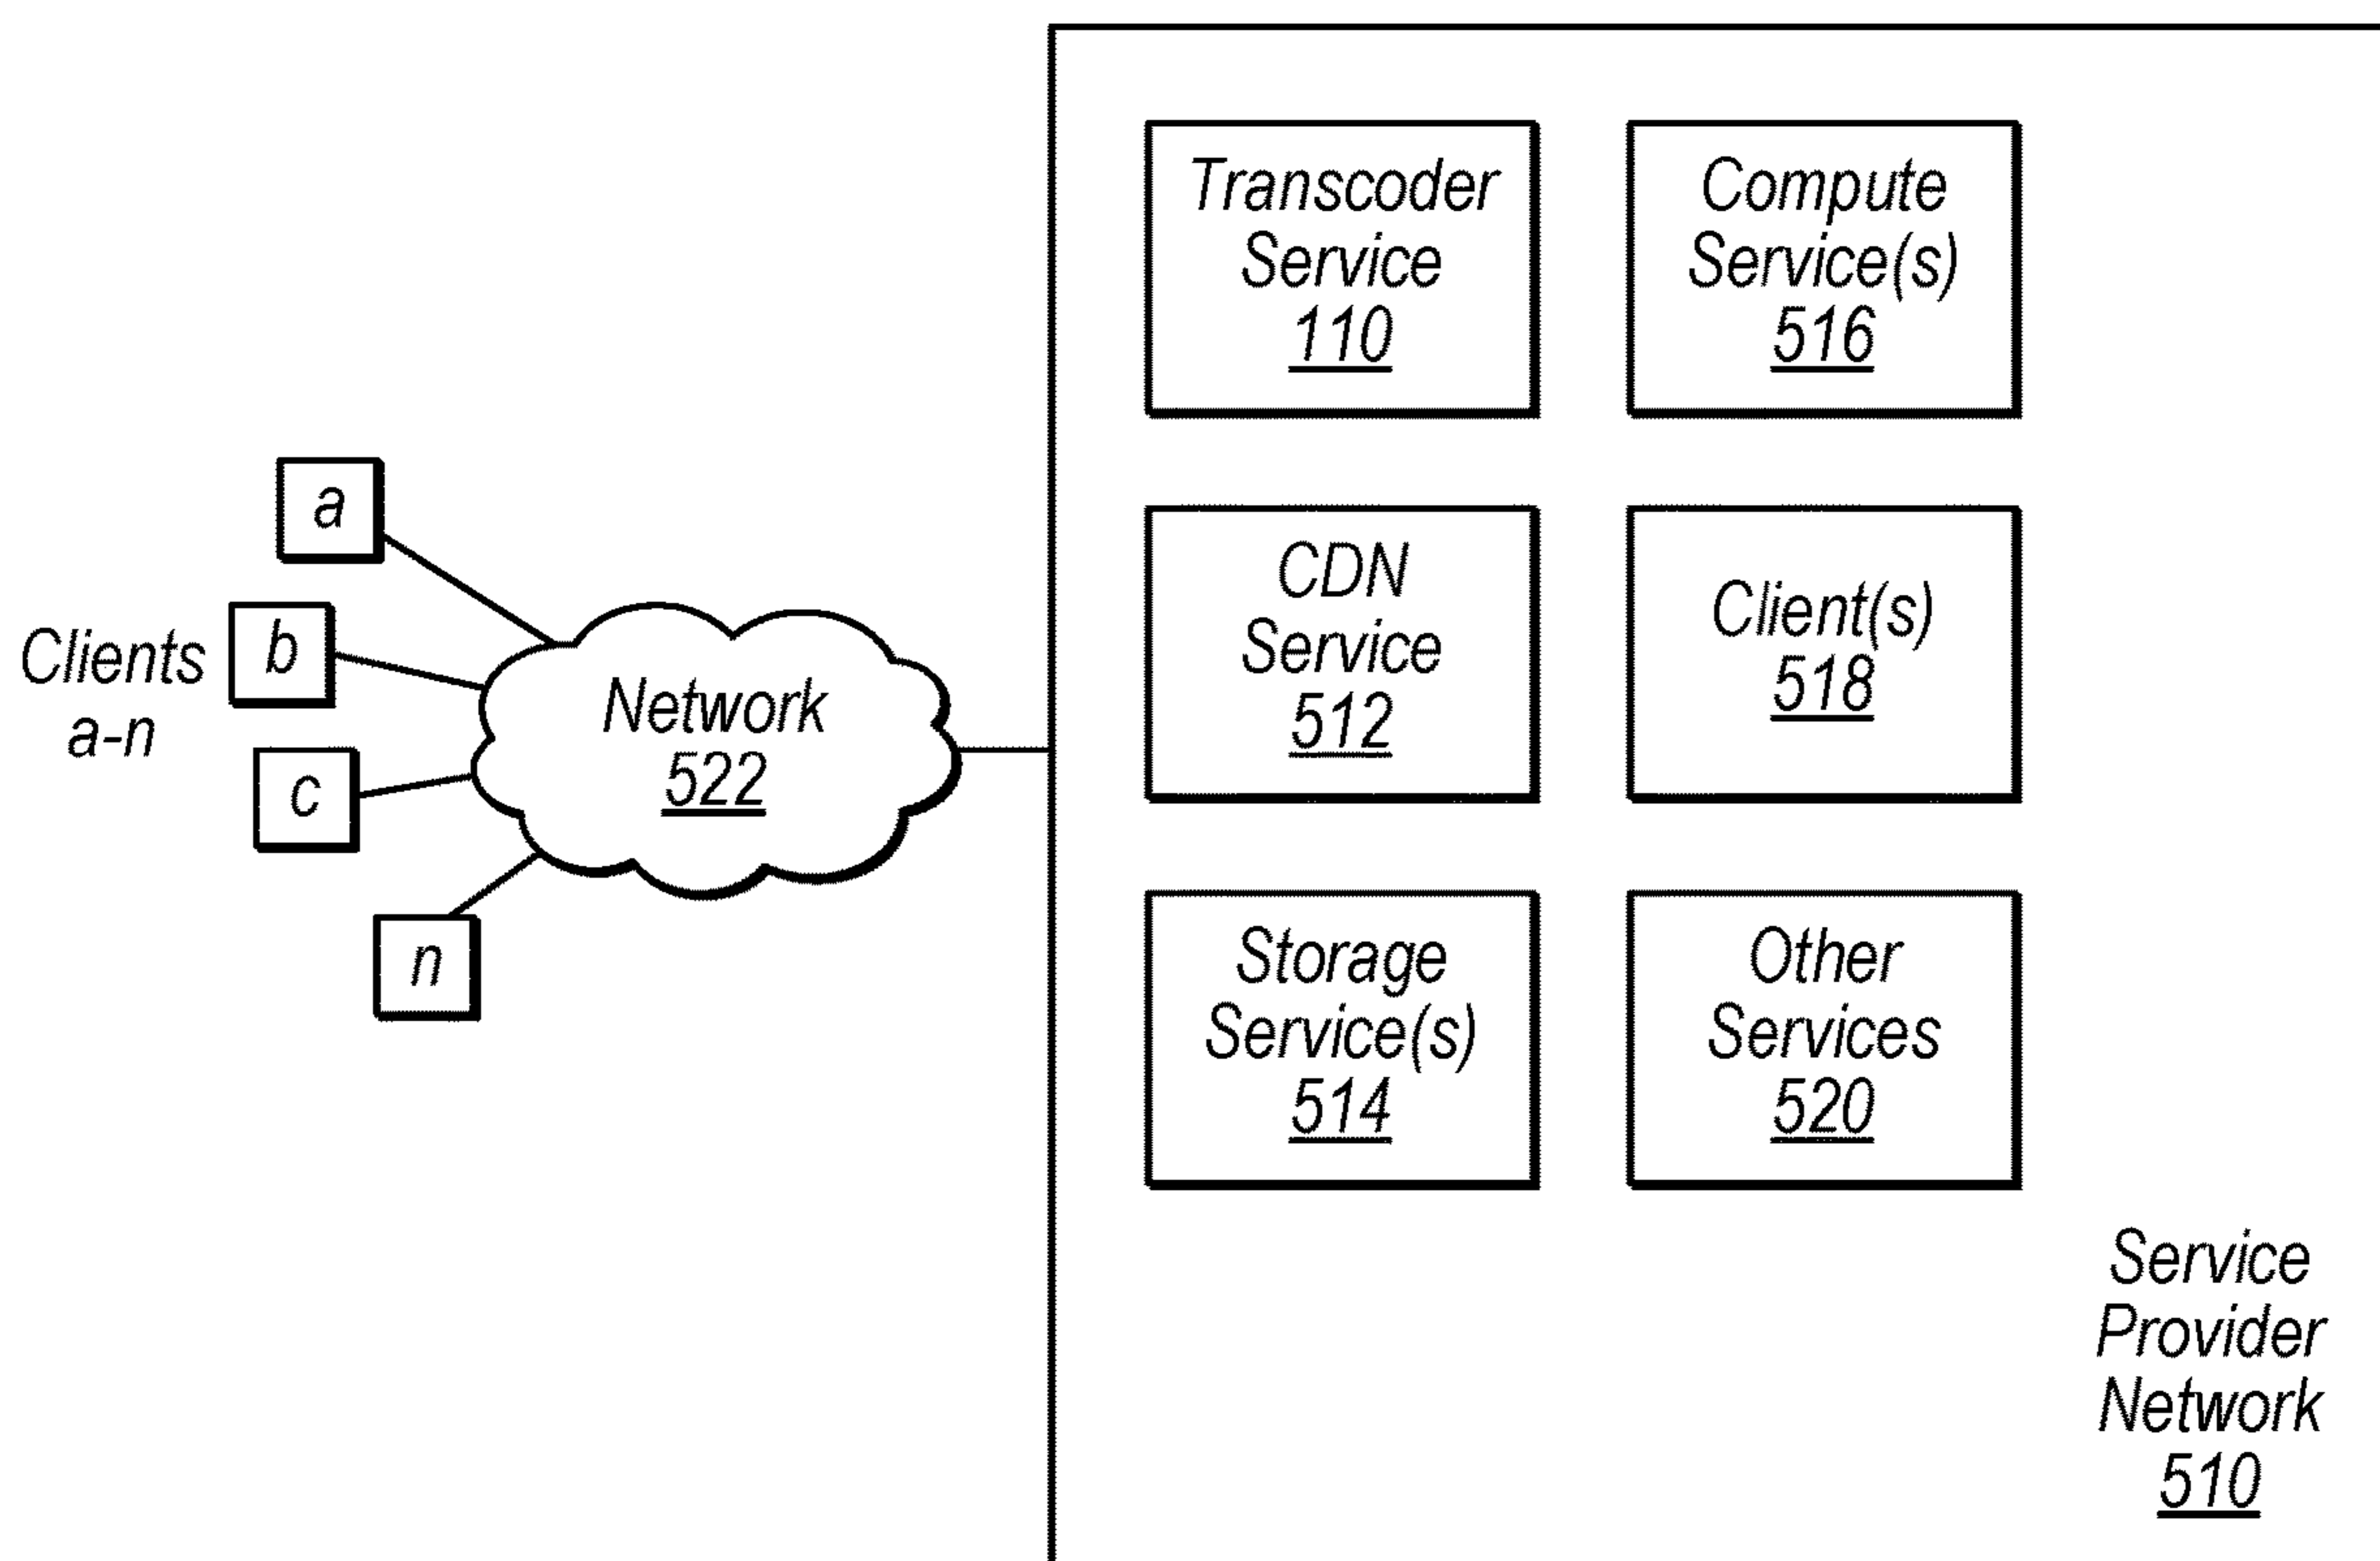 Clients
a-n
a
b
c
n
Network
522
Transcoder
Service
110
Compute
Service(s)
516
CDN
Service
512
Client(s)
518
Storage
Service(s)
514
Other
Services
520
Service
Provider
Network
510